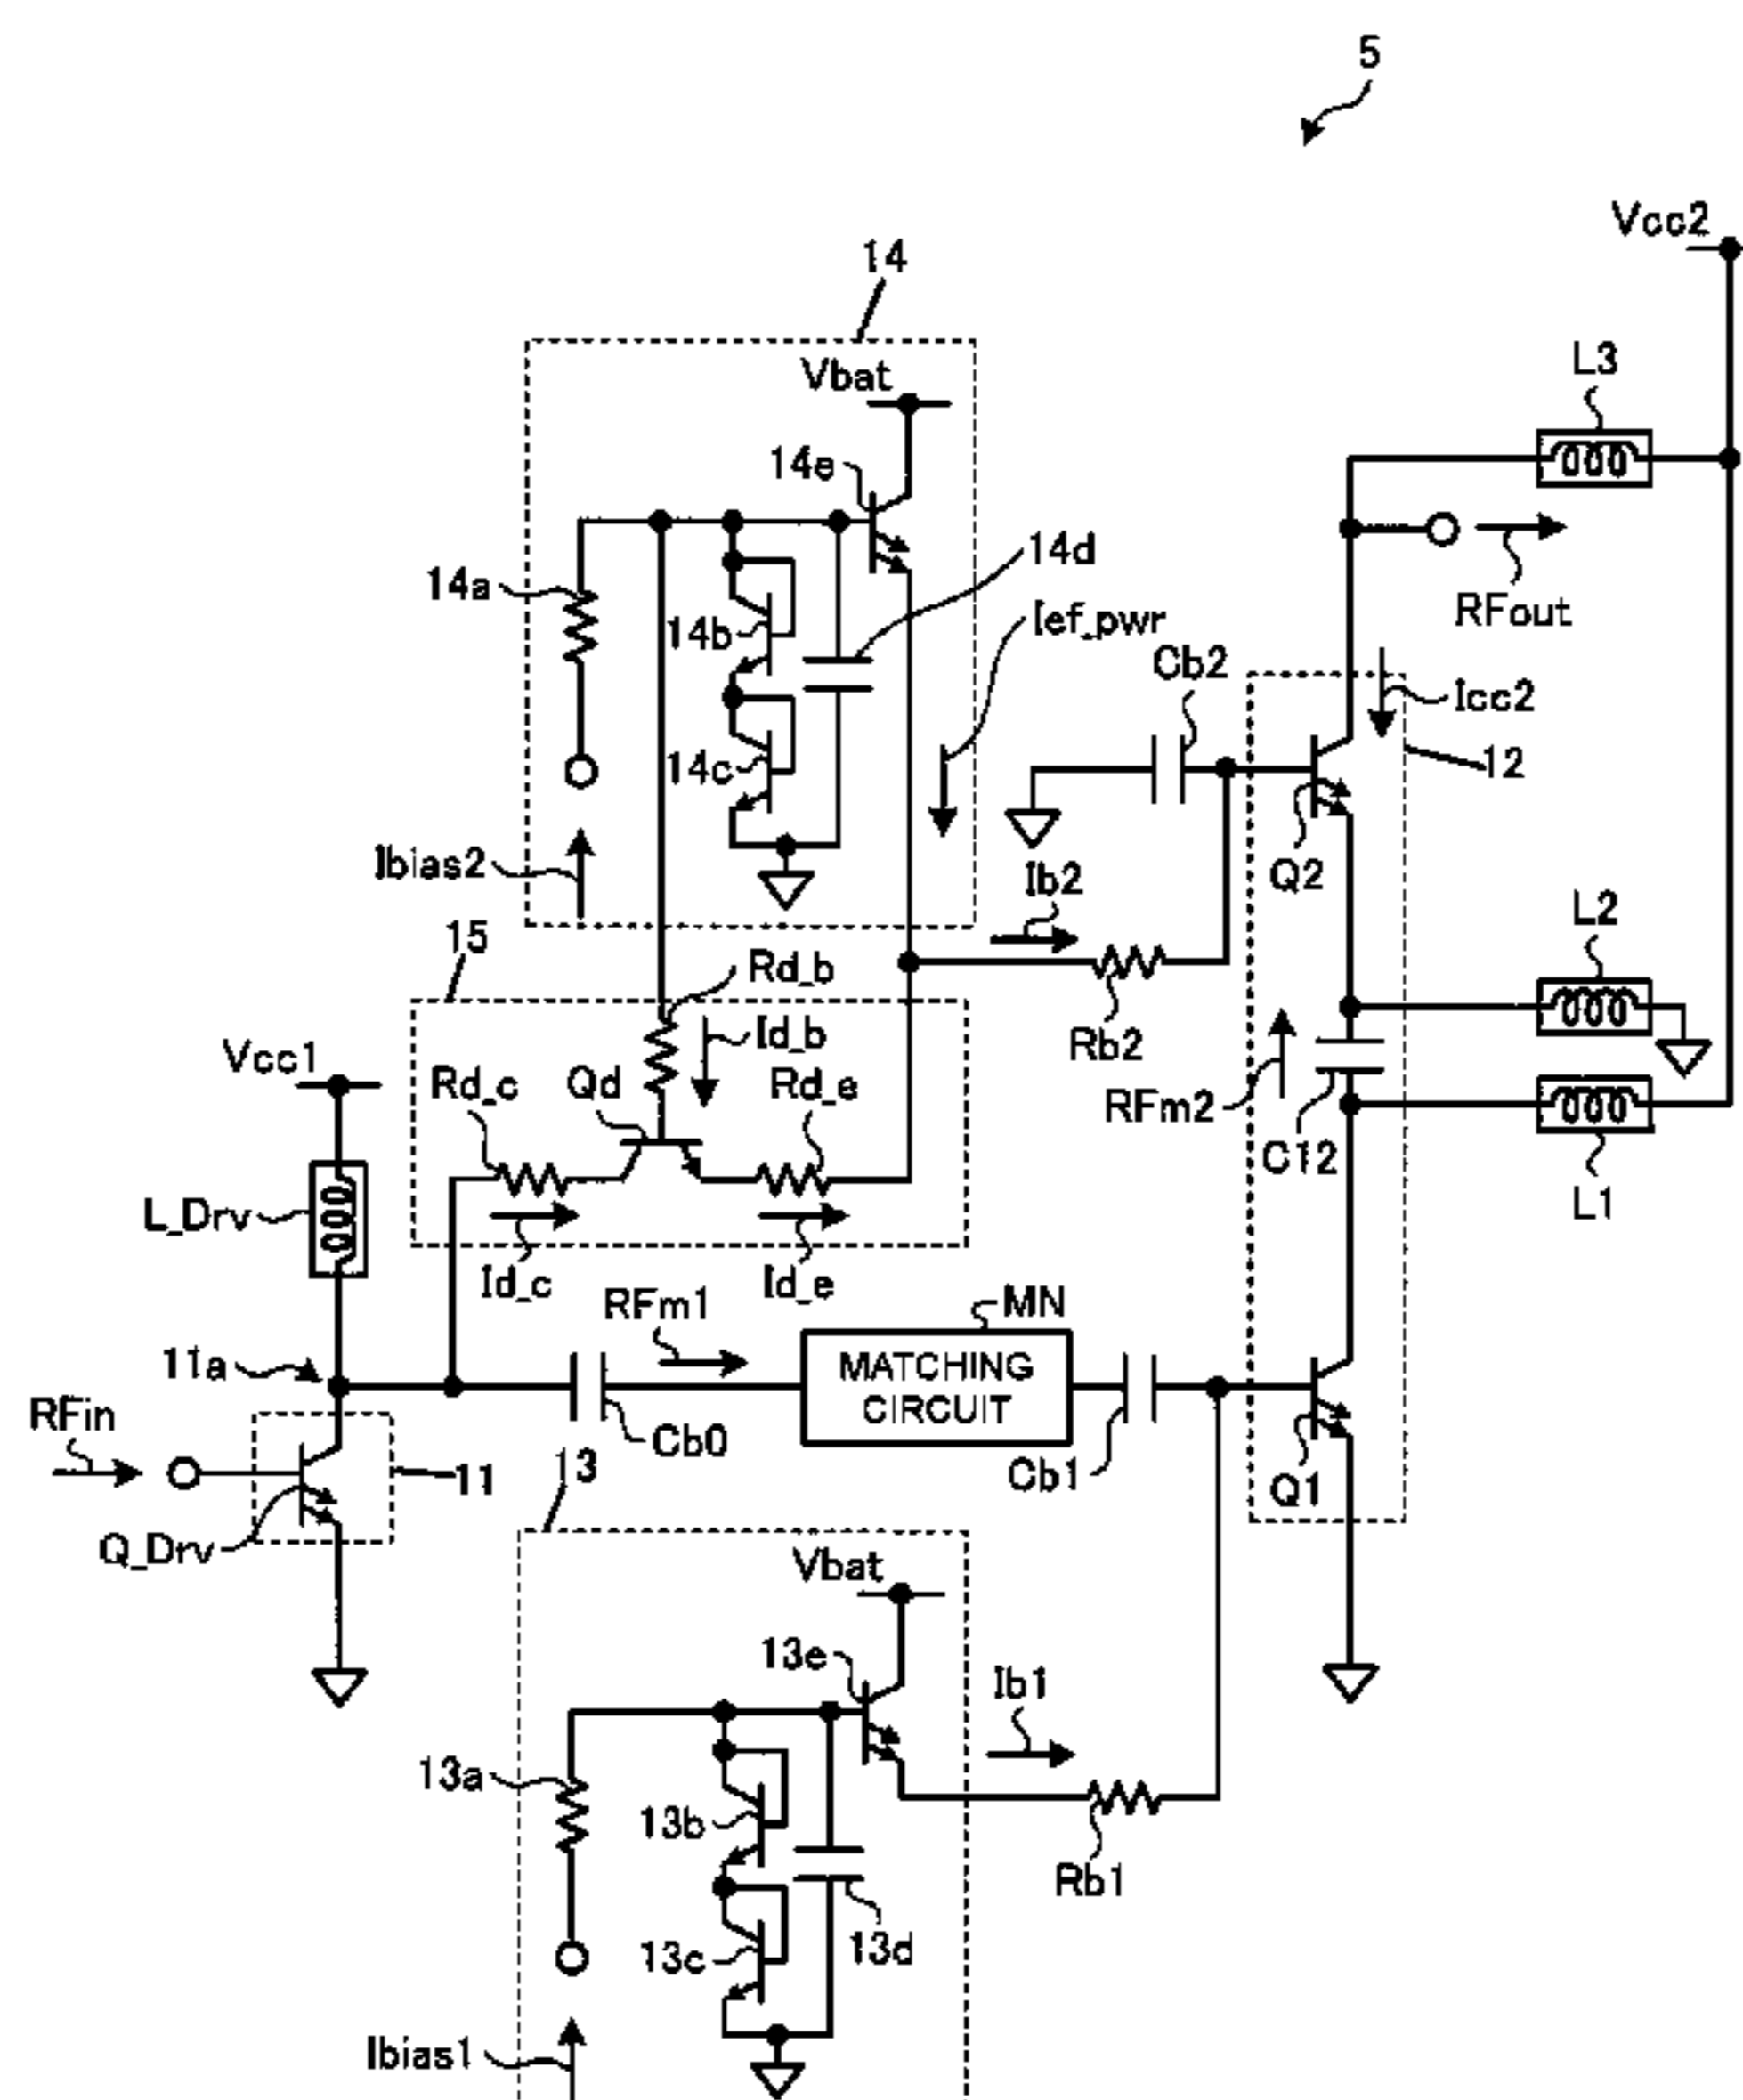 5
Vcc2
14
Vbat
L3
14e
14d
14a
RFout
14b
Ief_pwr
Cb2
Icc2
14c
12
Ibias2
Q2
Ib2
L2
15
Rd_b
Id_b
Rb2
Vcc1
Rd_c
Qd
Rd_e
RFm2
C12
L_Drv
L1
Id_c
Id_e
RFm1
MN
11a
MATCHING
CIRCUIT
RFin
Cb0
13
Cb1
Q1
11
Q_Drv
Vbat
13e
Ib1
13a
13b
Rb1
13c
13d
Ibias1